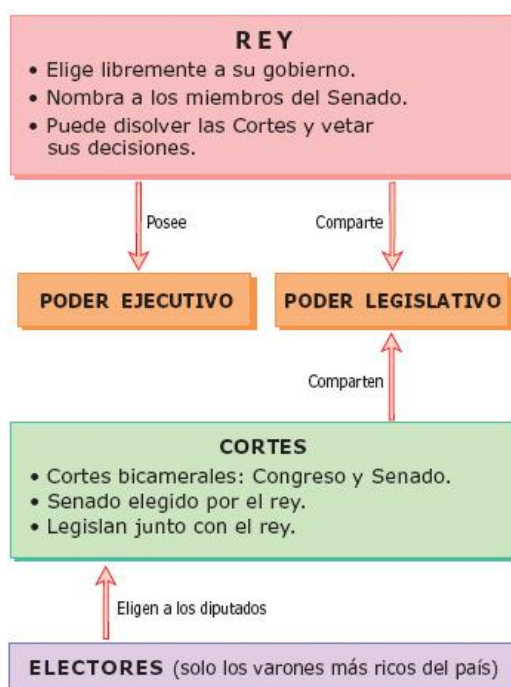 REY
• Elige libremente a su gobierno.
• Nombra a los miembros del Senado.
• Puede disolver las Cortes y vetar
sus decisiones.
Posee
Comparte
PODER EJECUTIVO
PODER LEGISLATIVO
Comparten
CORTES
• Cortes bicamerales: Congreso y Senado.
• Senado elegido por el rey.
• Legislan junto con el rey.
Eligen a los diputados
ELECTORES (solo los varones más ricos del país)